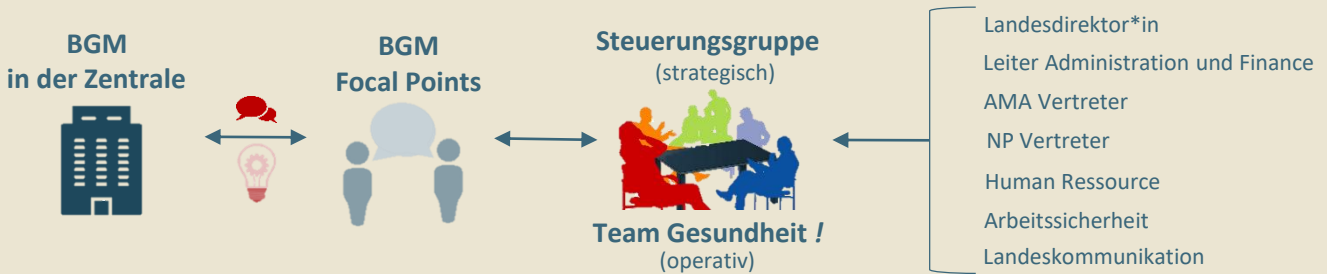 BGM
in der Zentrale
BGM
Focal Points
Steuerungsgruppe
(strategisch)
Team Gesundheit !
(operativ)
Landesdirektor*in
Leiter Administration und Finance
AMA Vertreter
NP Vertreter
Human Ressource
Arbeitssicherheit
Landeskommunikation